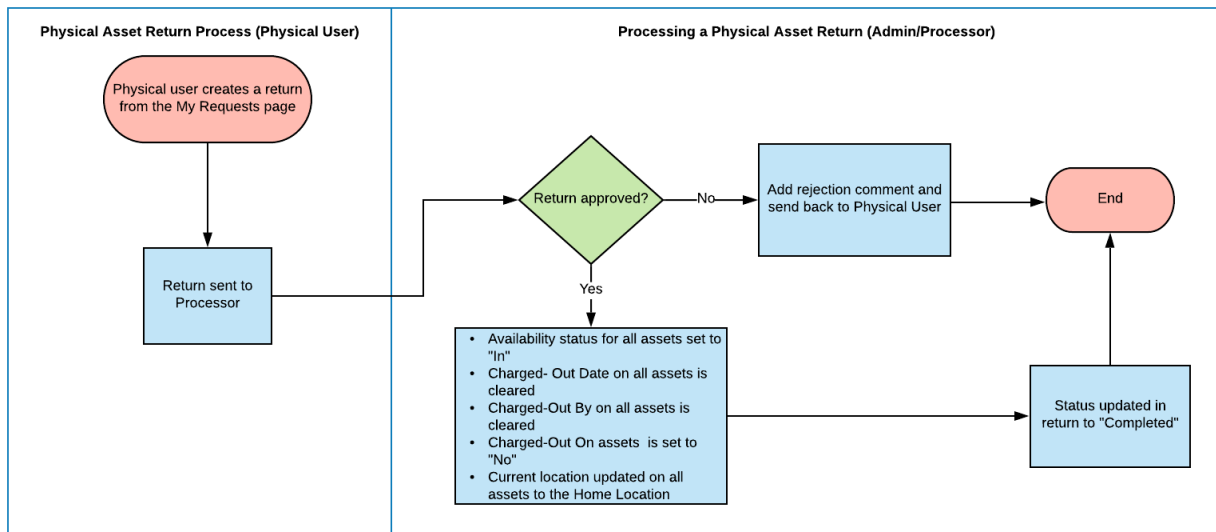 Physical Asset Return Process (Physical User)
Processing a Physical Asset Return (Admin/Processor)
Physical user creates a return
from the My Requests page
Return sent to
Processor
Return approved?
No
Add rejection comment and
send back to Physical User
End
Yes
• Availability status for all assets set to
"In"
• Charged- Out Date on all assets is
cleared
• Charged-Out By on all assets is
cleared
• Charged-Out On assets  is set to
"No"
• Current location updated on all
assets to the Home Location
Status updated in
return to "Completed"